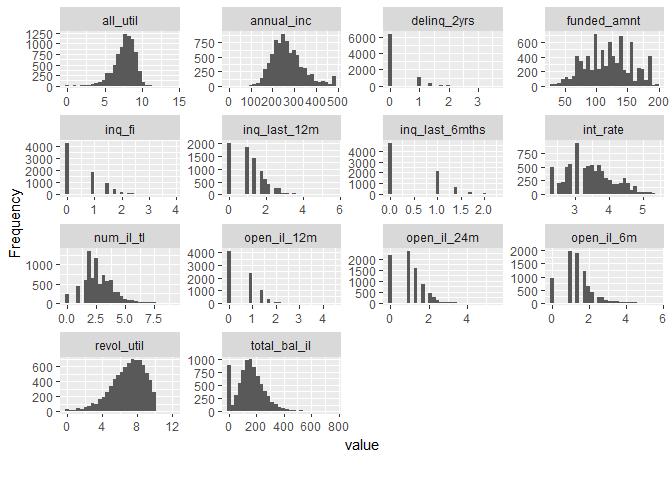 all_util annual_inc delinq_2yrs funded_amnt
1250 1000 750 500 250 0
750 500 250 0
6000 4000 2000 0
600 400 200 0
5 10 15 0
0 100 200 300 400 500
0 1 2 3
50 100 150 200
inq_fi inq_last_12m inq_last_6mths int_rate
4000 3000 2000 1000 0
2000 1500 1000 500 0
4000 3000 2000 1000 0
750 500 250 0
0 1 2 3 4
0 2 4 6
0.0 0.5 1.0 1.5 2.0
3 4 5
num_il_tl open_il_12m open_il_24m open_il_6m
1000 500 0
4000 3000 2000 1000 0
2000 1500 1000 500 0
2000 1500 1000 500 0
0.0 2.5 5.0 7.5
0 1 2 3 4 5
0 2 4
0 2 4 6
revol_util total_bal_il
600 400 200 0
1000 750 500 250 0
0 4 8 12
0 200 400 600 800
Frequency
value